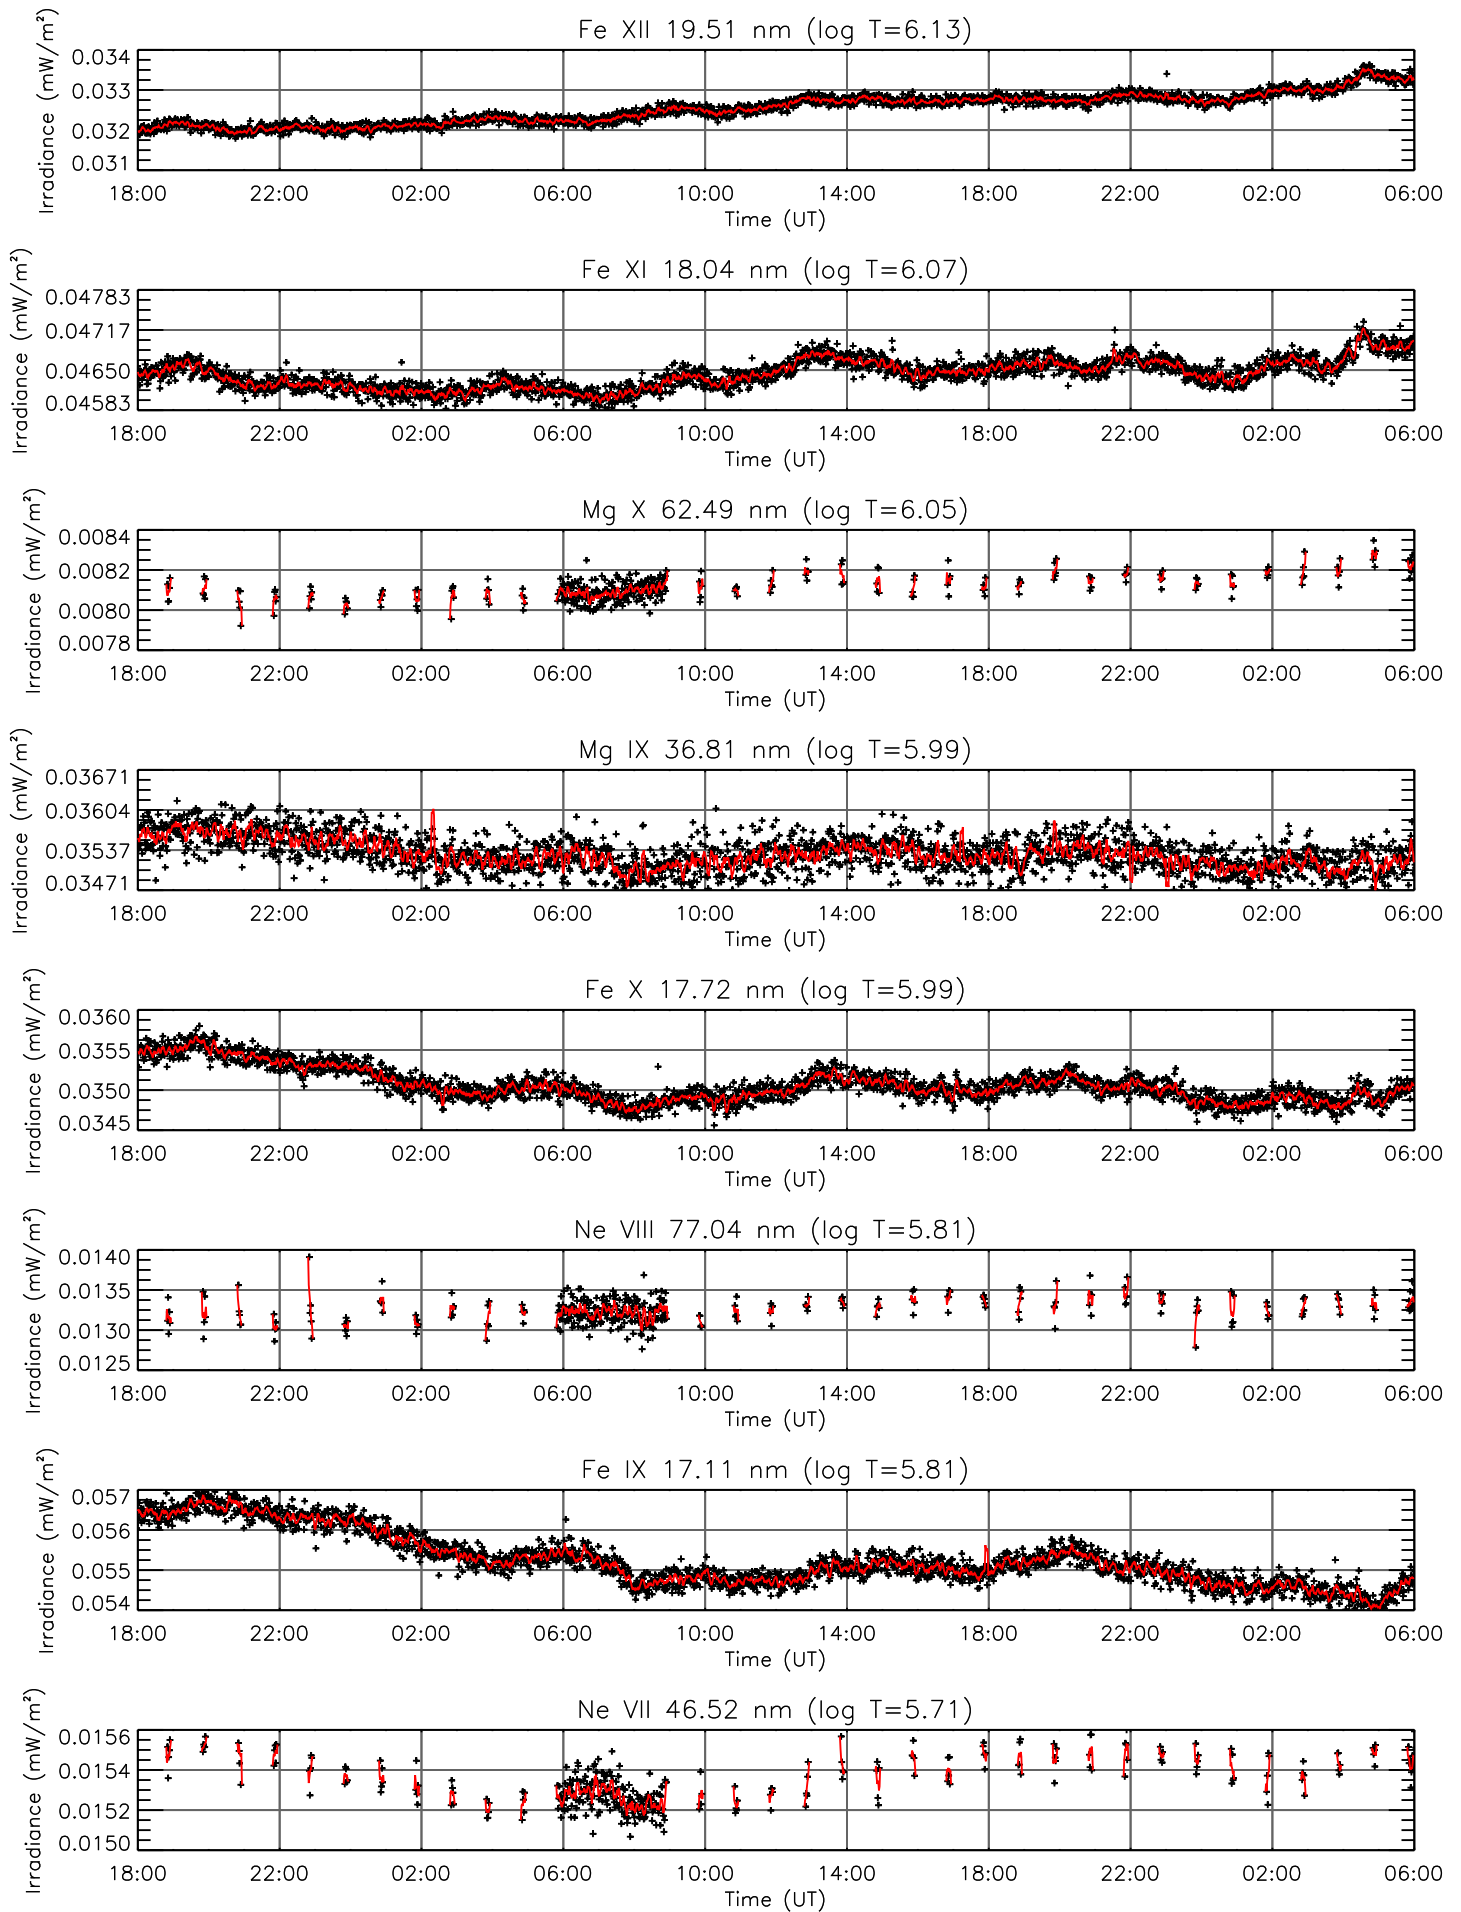 Fe XII 19.51 nm (log T=6.13)
Irradiance (mW/m²)
0.034
0.033
0.032
0.031
18:00 22:00 02:00 06:00 10:00 14:00 18:00 22:00 02:00 06:00
Time (UT)
Fe XI 18.04 nm (log T=6.07)
Irradiance (mW/m²)
0.04783
0.04717
0.04650
0.04583
18:00 22:00 02:00 06:00 10:00 14:00 18:00 22:00 02:00 06:00
Time (UT)
Mg X 62.49 nm (log T=6.05)
Irradiance (mW/m²)
0.0084
0.0082
0.0080
0.0078
18:00 22:00 02:00 06:00 10:00 14:00 18:00 22:00 02:00 06:00
Time (UT)
Mg IX 36.81 nm (log T=5.99)
Irradiance (mW/m²)
0.03671
0.03604
0.03537
0.03471
18:00 22:00 02:00 06:00 10:00 14:00 18:00 22:00 02:00 06:00
Time (UT)
Fe X 17.72 nm (log T=5.99)
Irradiance (mW/m²)
0.0360
0.0355
0.0350
0.0345
18:00 22:00 02:00 06:00 10:00 14:00 18:00 22:00 02:00 06:00
Time (UT)
Ne VIII 77.04 nm (log T=5.81)
Irradiance (mW/m²)
0.0140
0.0135
0.0130
0.0125
18:00 22:00 02:00 06:00 10:00 14:00 18:00 22:00 02:00 06:00
Time (UT)
Fe IX 17.11 nm (log T=5.81)
Irradiance (mW/m²)
0.057
0.056
0.055
0.054
18:00 22:00 02:00 06:00 10:00 14:00 18:00 22:00 02:00 06:00
Time (UT)
Ne VII 46.52 nm (log T=5.71)
Irradiance (mW/m²)
0.0156
0.0154
0.0152
0.0150
18:00 22:00 02:00 06:00 10:00 14:00 18:00 22:00 02:00 06:00
Time (UT)